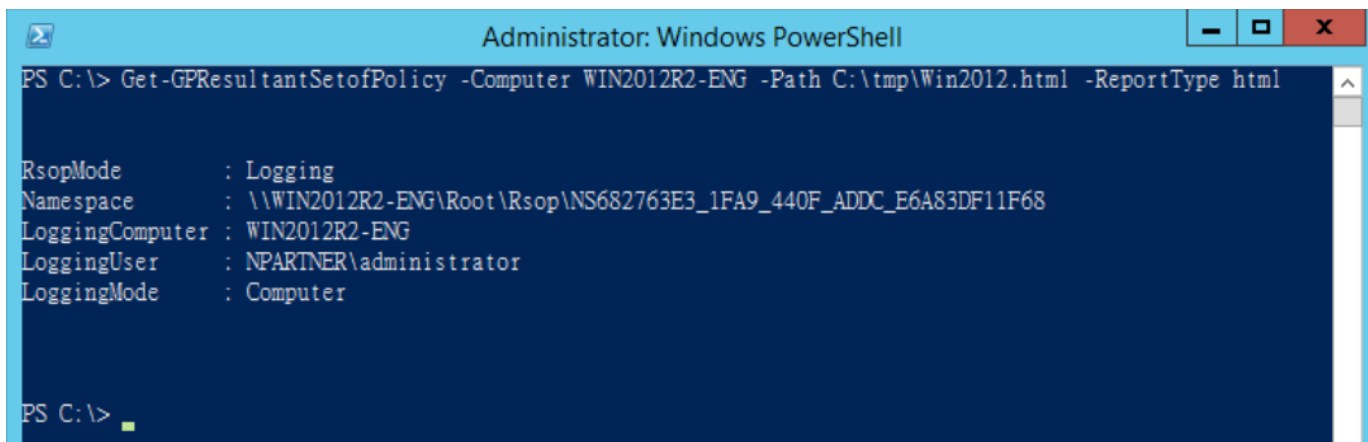 Administrator: Windows PowerShell
PS C:\> Get-GPResultantSetofPolicy -Computer WIN2012R2-ENG -Path C:\tmp\Win2012.html -ReportType html
RsopMode        : Logging
Namespace       : \\WIN2012R2-ENG\Root\Rsop\NS682763E3_1FA9_440F_ADDC_E6A83DF11F68
LoggingComputer : WIN2012R2-ENG
LoggingUser     : NPARTNER\administrator
LoggingMode     : Computer
PS C:\>